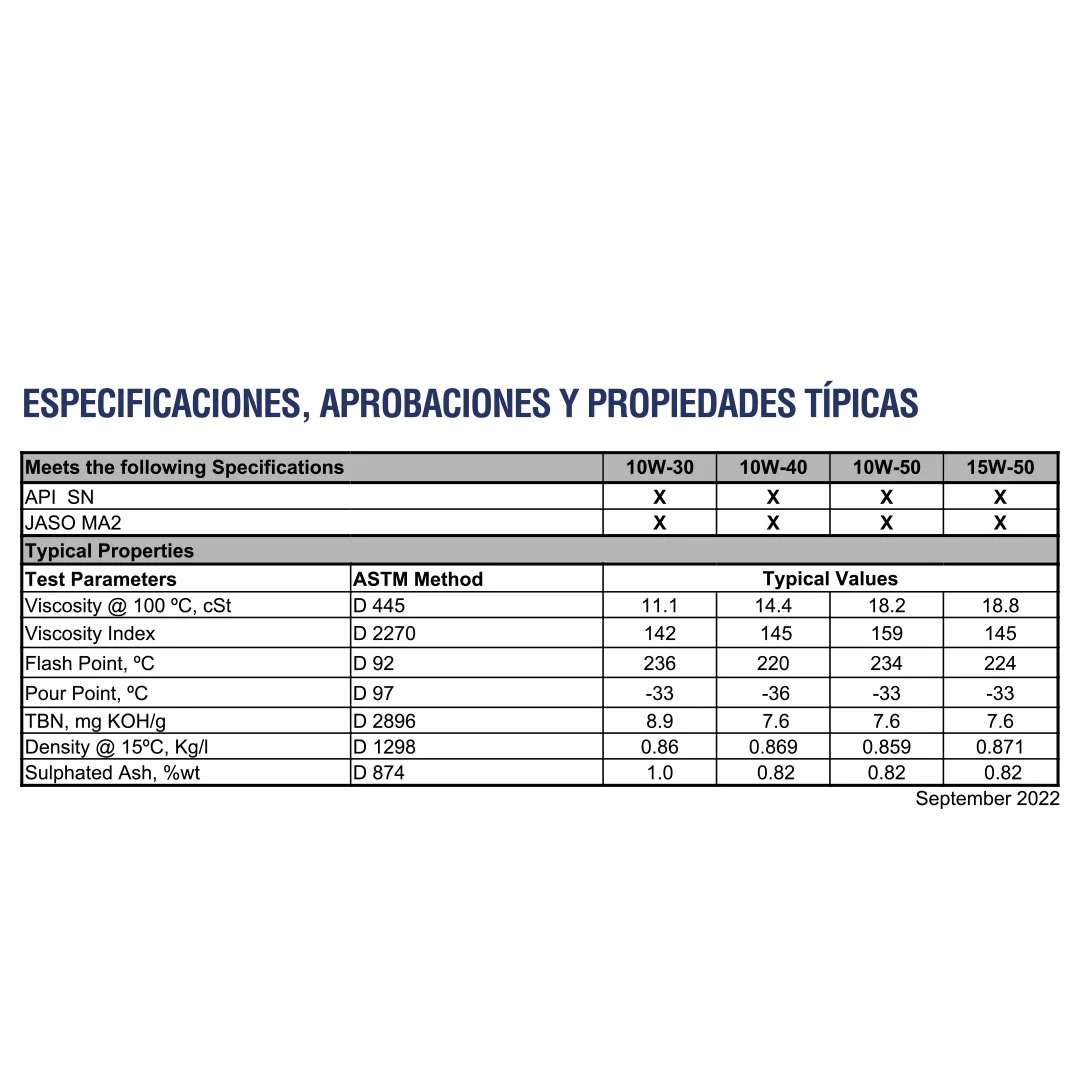 ESPECIFICACIONES, APROBACIONES Y PROPIEDADES TÍPICAS
Meets the following Specifications 10W-30 10W-40 10W-50 15W-50
API SN X X X X
JASO MA2 X X X X
Typical Properties
Test Parameters ASTM Method Typical Values
Viscosity @ 100 ºC, cSt D 445 11.1 14.4 18.2 18.8
Viscosity Index D 2270 142 145 159 145
Flash Point, ºC D 92 236 220 234 224
Pour Point, ºC D 97 -33 -36 -33 -33
TBN, mg KOH/g D 2896 8.9 7.6 7.6 7.6
Density @ 15ºC, Kg/l D 1298 0.86 0.869 0.859 0.871
Sulphated Ash, %wt D 874 1.0 0.82 0.82 0.82
September 2022